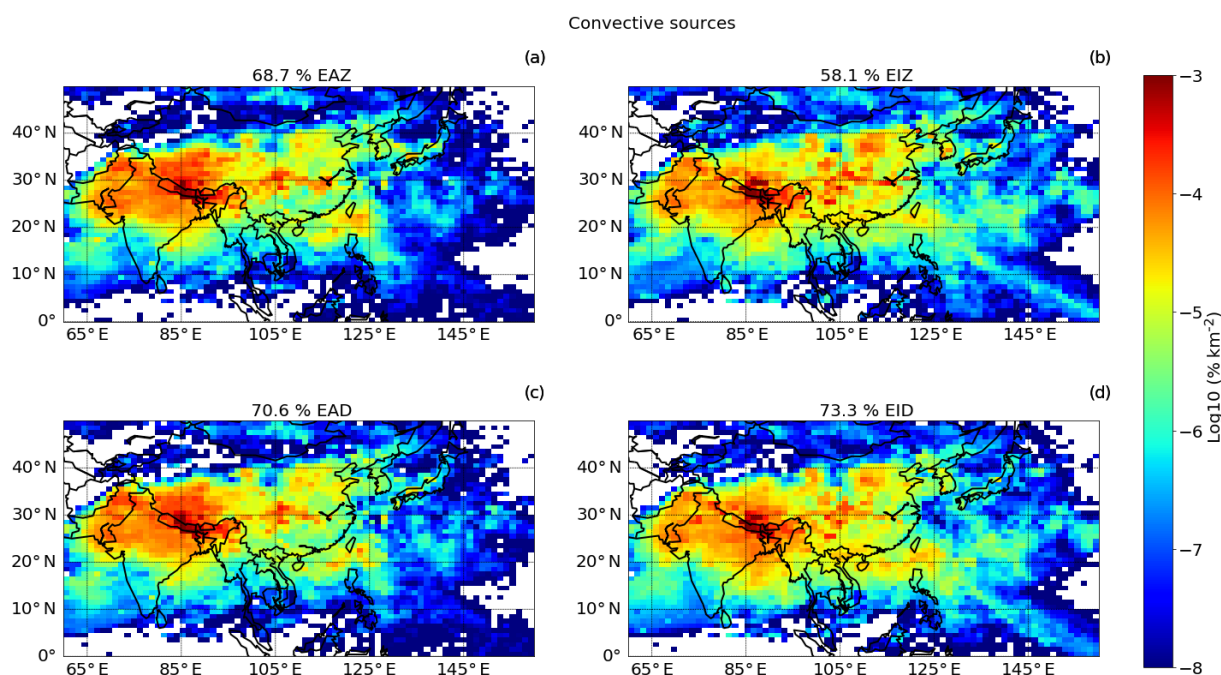 Convective sources
(a)
68.7 % EAZ
40° N
30° N
20° N
10° N
0°
65° E 85° E 105° E 125° E 145° E
(b)
58.1 % EIZ
40° N
30° N
20° N
10° N
0°
65° E 85° E 105° E 125° E 145° E
(c)
70.6 % EAD
40° N
30° N
20° N
10° N
0°
65° E 85° E 105° E 125° E 145° E
(d)
73.3 % EID
40° N
30° N
20° N
10° N
0°
65° E 85° E 105° E 125° E 145° E
−3
−4
−5
−6
−7
−8
Log10 (% km⁻²)